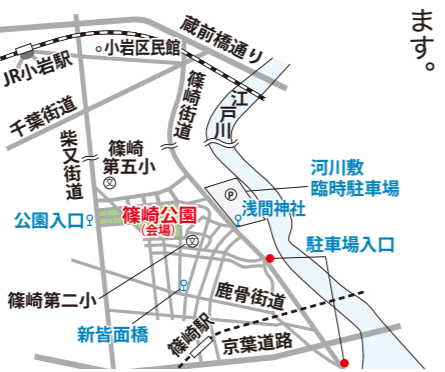 ます。
蔵前橋通り
小岩区民館
JR小岩駅
江戸川
篠崎街道
千葉街道
柴又街道
篠崎
第五小
文
河川敷
臨時駐車場
P
浅間神社
公園入口
篠崎公園
(会場)
駐車場入口
文
篠崎第二小
鹿骨街道
新皆面橋
篠崎駅
京葉道路